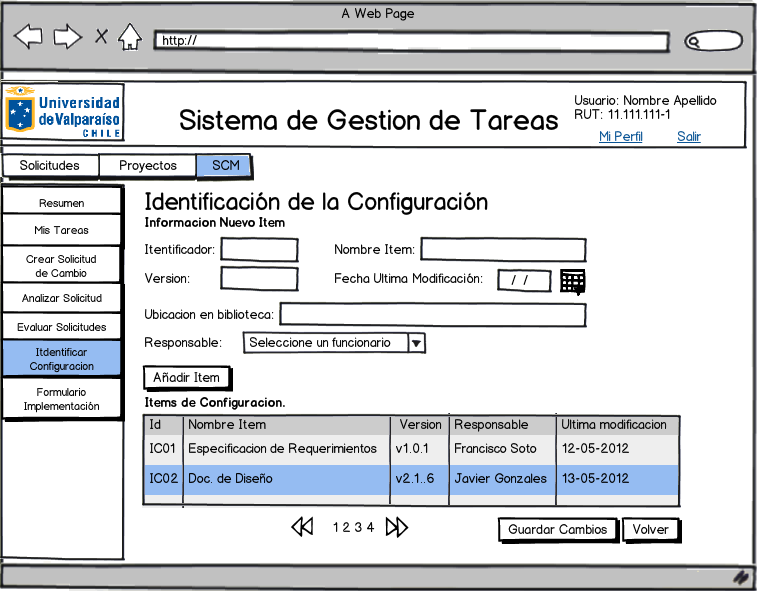 A Web Page
http://
Universidad
de Valparaíso
CHILE
Sistema de Gestion de Tareas
Usuario: Nombre Apellido
RUT: 11.111.111-1
Mi Perfil Salir
Solicitudes Proyectos SCM
Resumen
Mis Tareas
Crear Solicitud
de Cambio
Analizar Solicitud
Evaluar Solicitudes
Itdentificar
Configuracion
Formulario
Implementación
Identificación de la Configuración
Informacion Nuevo Item
Itentificador: Nombre Item:
Version: Fecha Ultima Modificación: / /
Ubicacion en biblioteca:
Responsable: Seleccione un funcionario
Añadir Item
Items de Configuracion.
Id Nombre Item Version Responsable Ultima modificacion
IC01 Especificacion de Requerimientos v1.0.1 Francisco Soto 12-05-2012
IC02 Doc. de Diseño v2.1..6 Javier Gonzales 13-05-2012
1 2 3 4
Guardar Cambios Volver